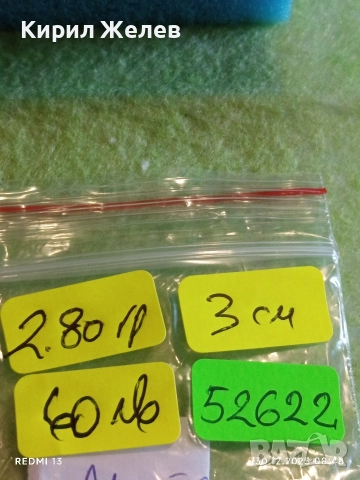 Кирил Желев
2.80 гр
3 см
60 лв
52622
REDMI 13